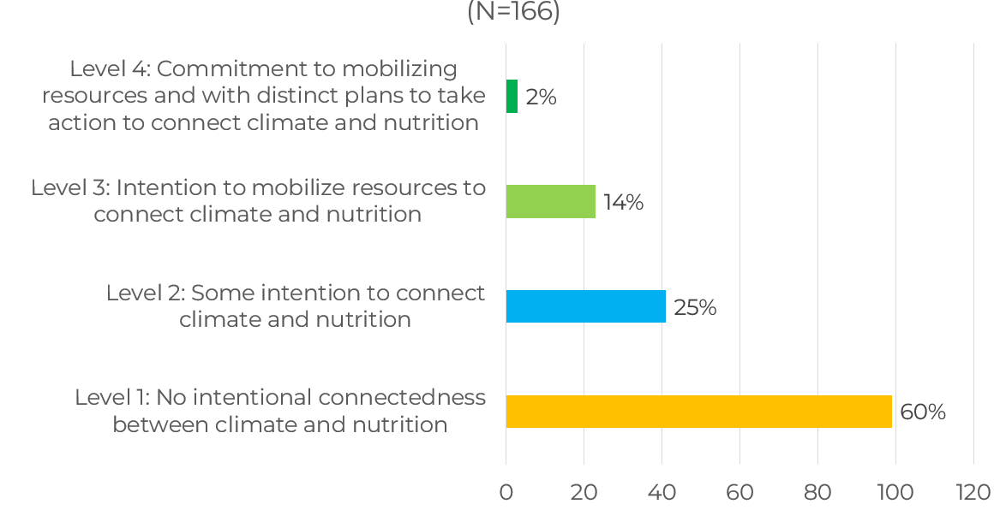 (N=166)
Level 4: Commitment to mobilizing
resources and with distinct plans to take
action to connect climate and nutrition
2%
Level 3: Intention to mobilize resources to
connect climate and nutrition
14%
Level 2: Some intention to connect
climate and nutrition
25%
Level 1: No intentional connectedness
between climate and nutrition
60%
0 20 40 60 80 100 120